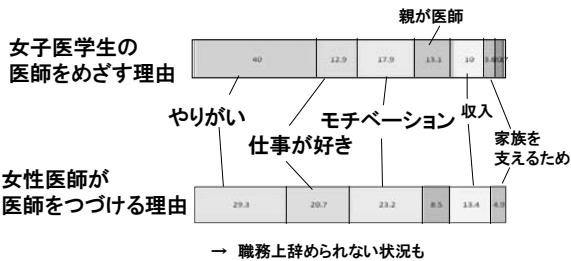 親が医師
女子医学生の
医師をめざす理由
40 12.9 17.9 13.1 10
やりがい
仕事が好き
モチベーション
収入
家族を
支えるため
女性医師が
医師をつづける理由
29.3 20.7 23.2 8.5 13.4 4.9
→ 職務上辞められない状況も